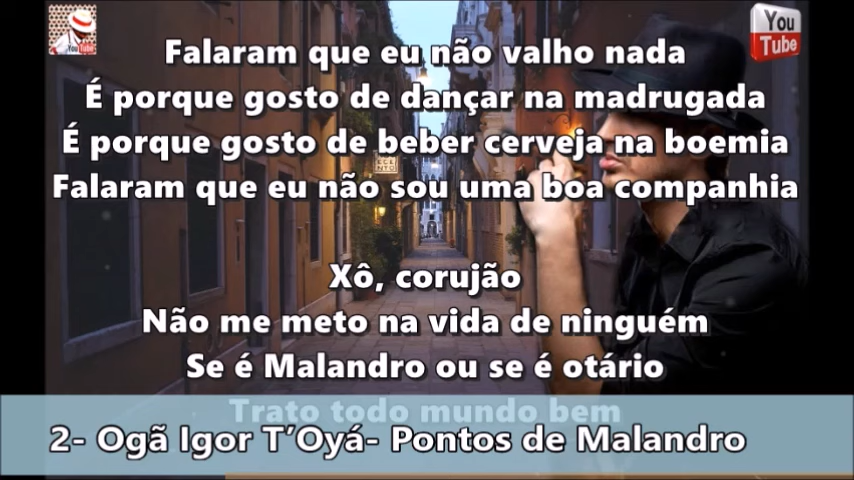 You
Tube
YouTube
Falaram que eu não valho nada
É porque gosto de dançar na madrugada
É porque gosto de beber cerveja na boemia
Falaram que eu não sou uma boa companhia
Xô, corujão
Não me meto na vida de ninguém
Se é Malandro ou se é otário
Trato todo mundo bem
2- Ogã Igor T’Oyá- Pontos de Malandro